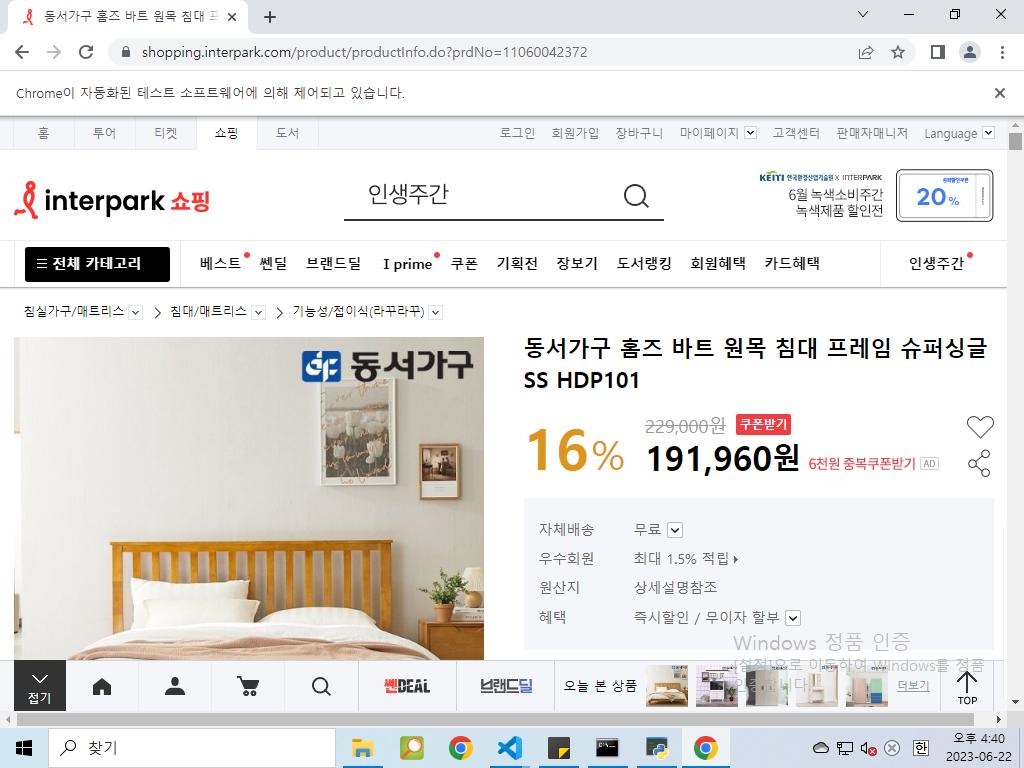 동서가구 홈즈 바트 원목 침대 프
shopping.interpark.com/product/productInfo.do?prdNo=11060042372
Chrome이 자동화된 테스트 소프트웨어에 의해 제어되고 있습니다.
홈 투어 티켓 쇼핑 도서 로그인 회원가입 장바구니 마이페이지 고객센터 판매자매니저 Language
interpark 쇼핑
인생주간
KEITI 한국환경산업기술원 X INTERPARK
6월 녹색소비주간
녹색제품 할인전
중복할인쿠폰
20%
전체 카테고리 베스트 쎈딜 브랜드딜 I prime 쿠폰 기획전 장보기 도서랭킹 회원혜택 카드혜택 인생주간
침실가구/매트리스 침대/매트리스 기능성/접이식(라꾸라꾸)
동서가구
동서가구 홈즈 바트 원목 침대 프레임 슈퍼싱글
SS HDP101
16%
229,000원 쿠폰받기
191,960원 6천원 중복쿠폰받기 AD
자체배송 무료
우수회원 최대 1.5% 적립
원산지 상세설명참조
혜택 즉시할인 / 무이자 할부
Windows 정품 인증
[설정]으로 이동하여 Windows를 정품
인증합니다.
접기
쎈DEAL 브랜드딜 오늘 본 상품 더보기
TOP
찾기
한
오후 4:40
2023-06-22